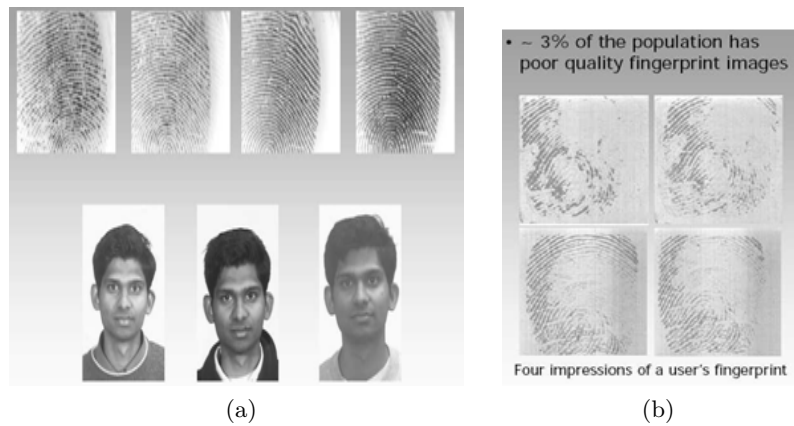 • ~ 3% of the population has
poor quality fingerprint images
Four impressions of a user's fingerprint
(a)
(b)